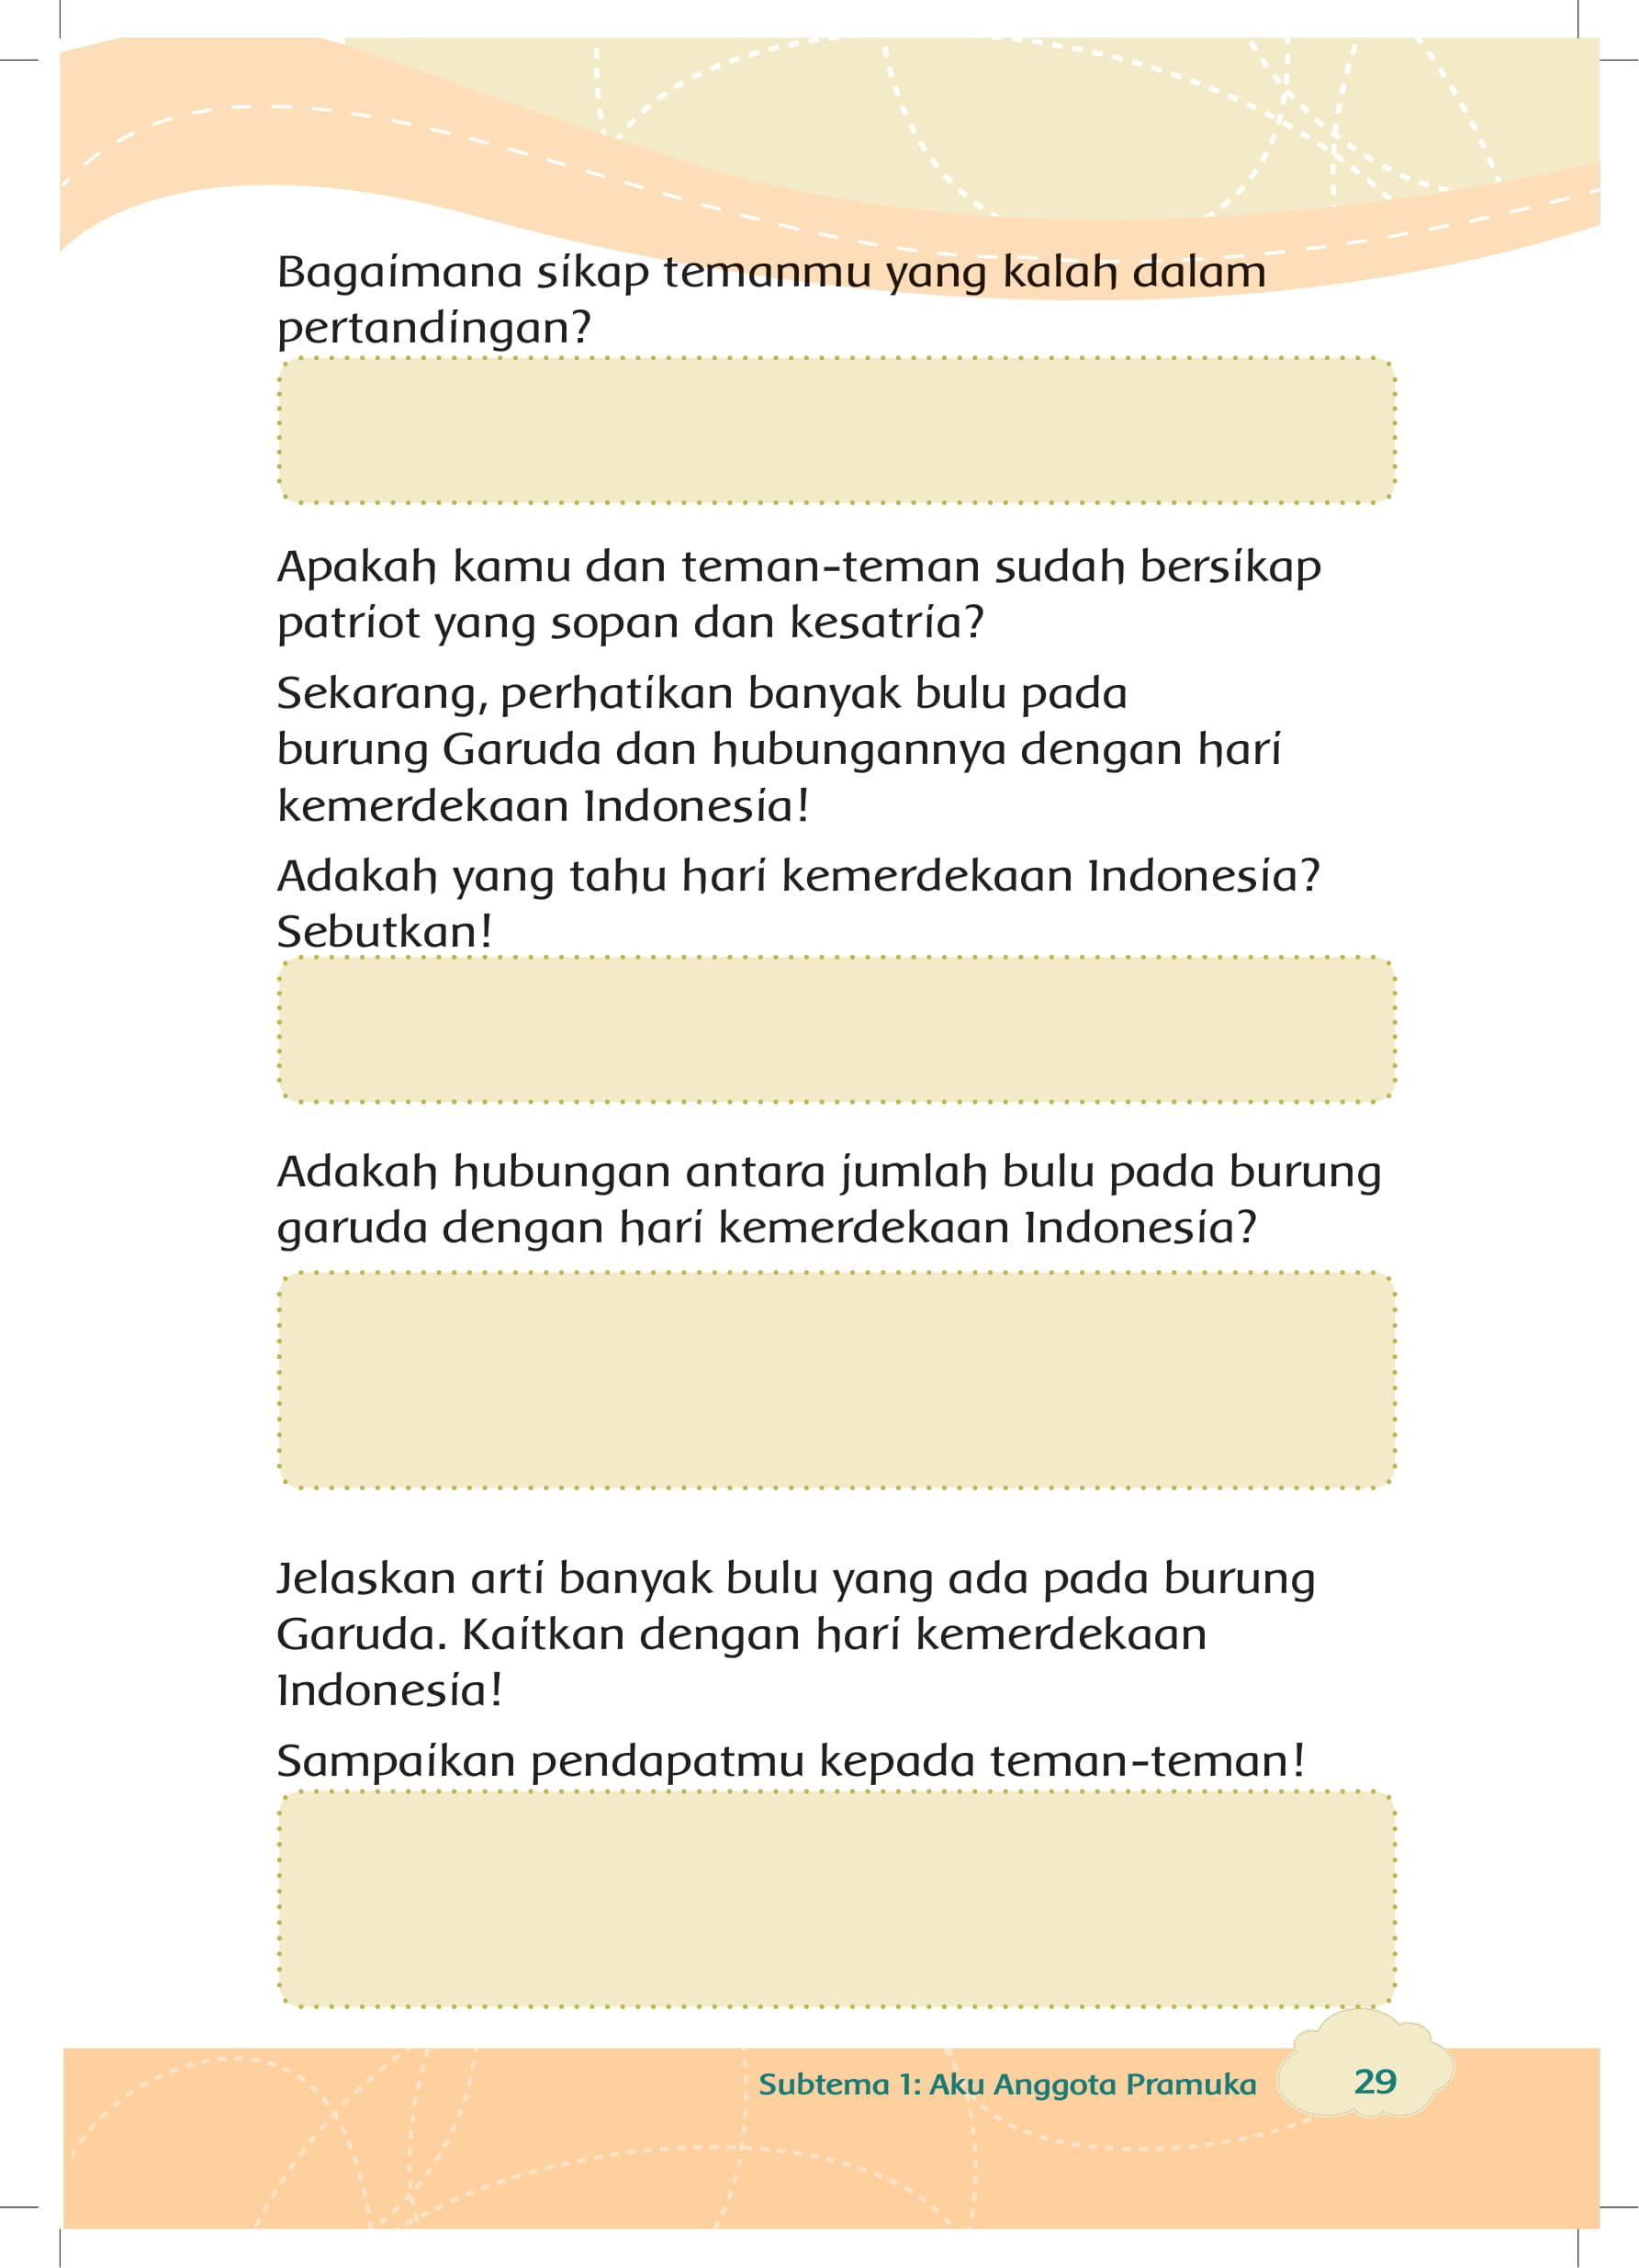 Bagaimana sikap temanmu yang kalah dalam
pertandingan?
Apakah kamu dan teman-teman sudah bersikap
patriot yang sopan dan kesatria?
Sekarang, perhatikan banyak bulu pada
burung Garuda dan hubungannya dengan hari
kemerdekaan Indonesia!
Adakah yang tahu hari kemerdekaan Indonesia?
Sebutkan!
Adakah hubungan antara jumlah bulu pada burung
garuda dengan hari kemerdekaan Indonesia?
Jelaskan arti banyak bulu yang ada pada burung
Garuda. Kaitkan dengan hari kemerdekaan
Indonesia!
Sampaikan pendapatmu kepada teman-teman!
Subtema 1: Aku Anggota Pramuka
29